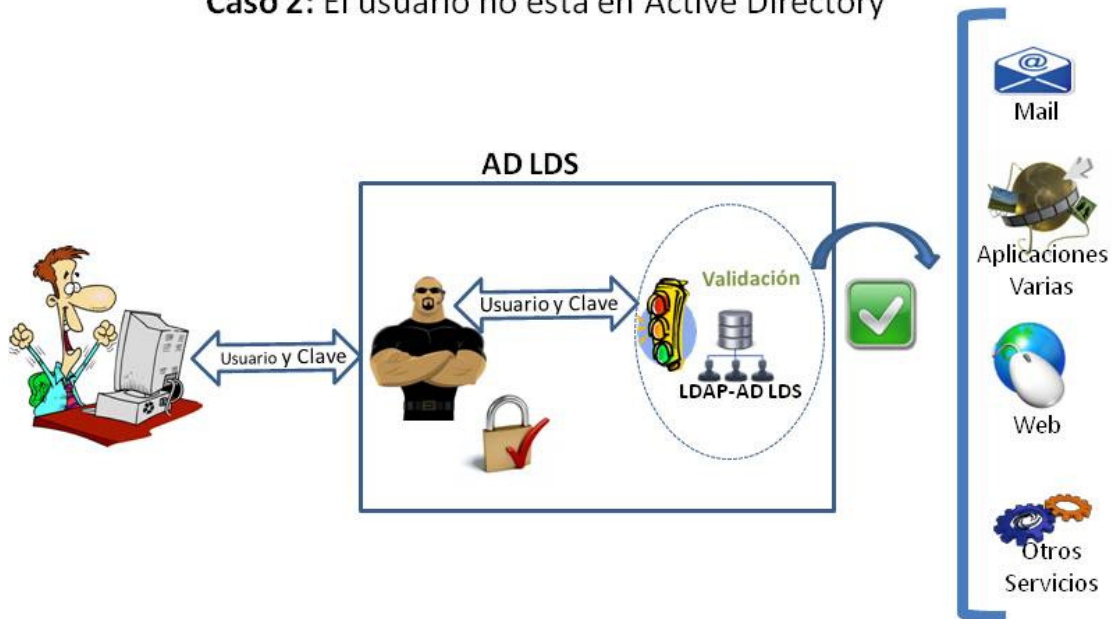 Caso 2: El usuario no está en Active Directory
Mail
AD LDS
Aplicaciones
Varias
Validación
Usuario y Clave
Usuario y Clave
LDAP-AD LDS
Web
Otros
Servicios